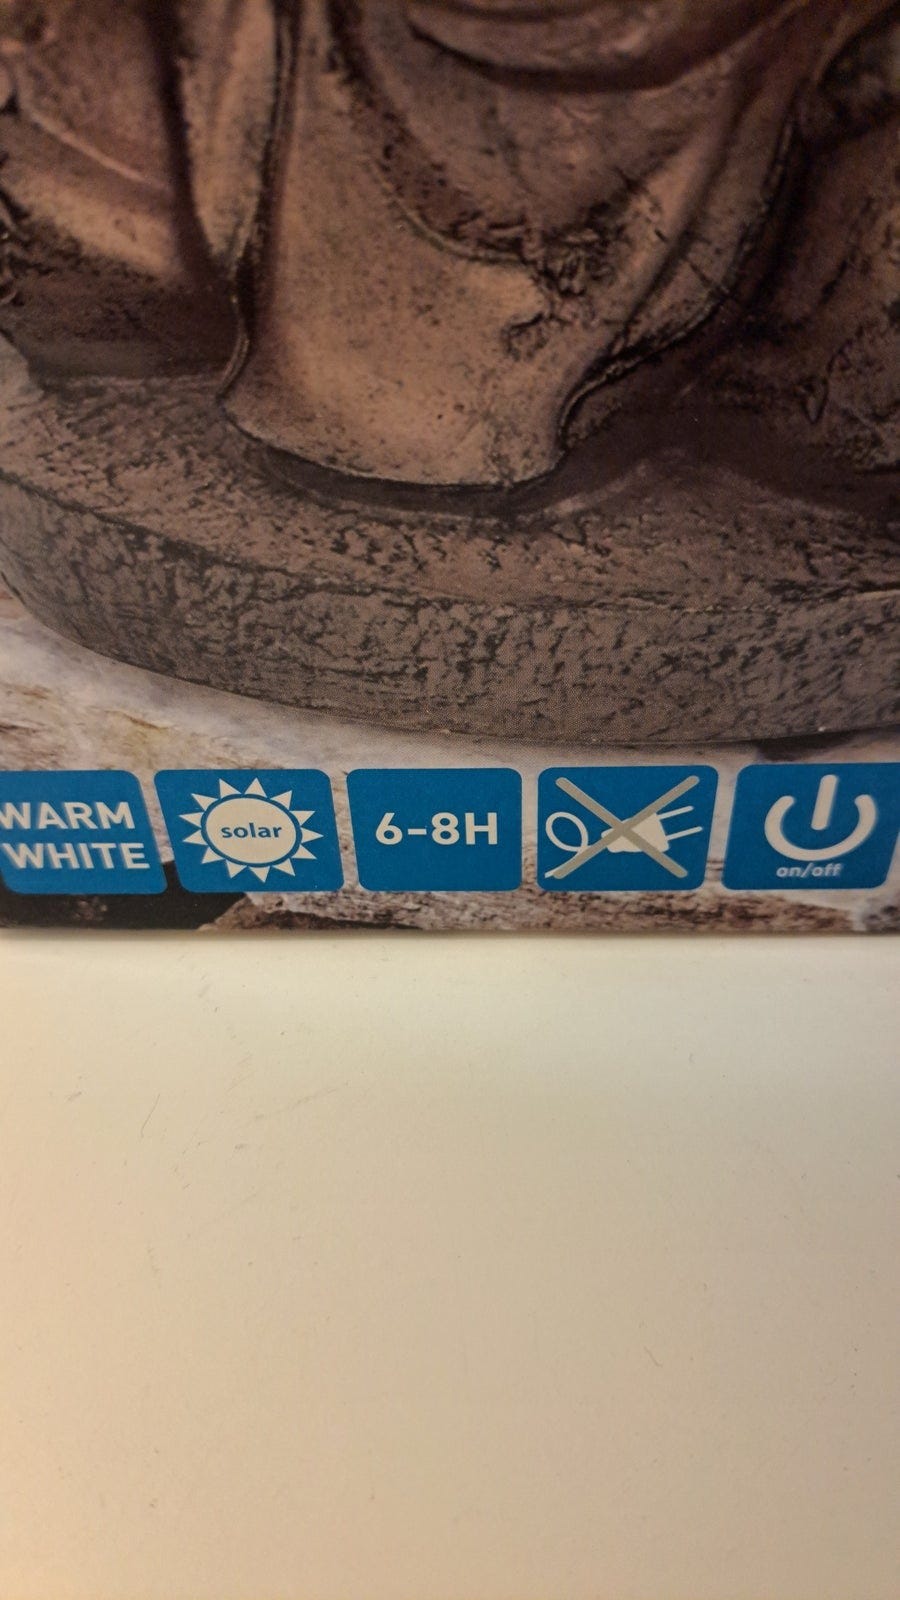 WARM
WHITE
solar
6-8H
on/off